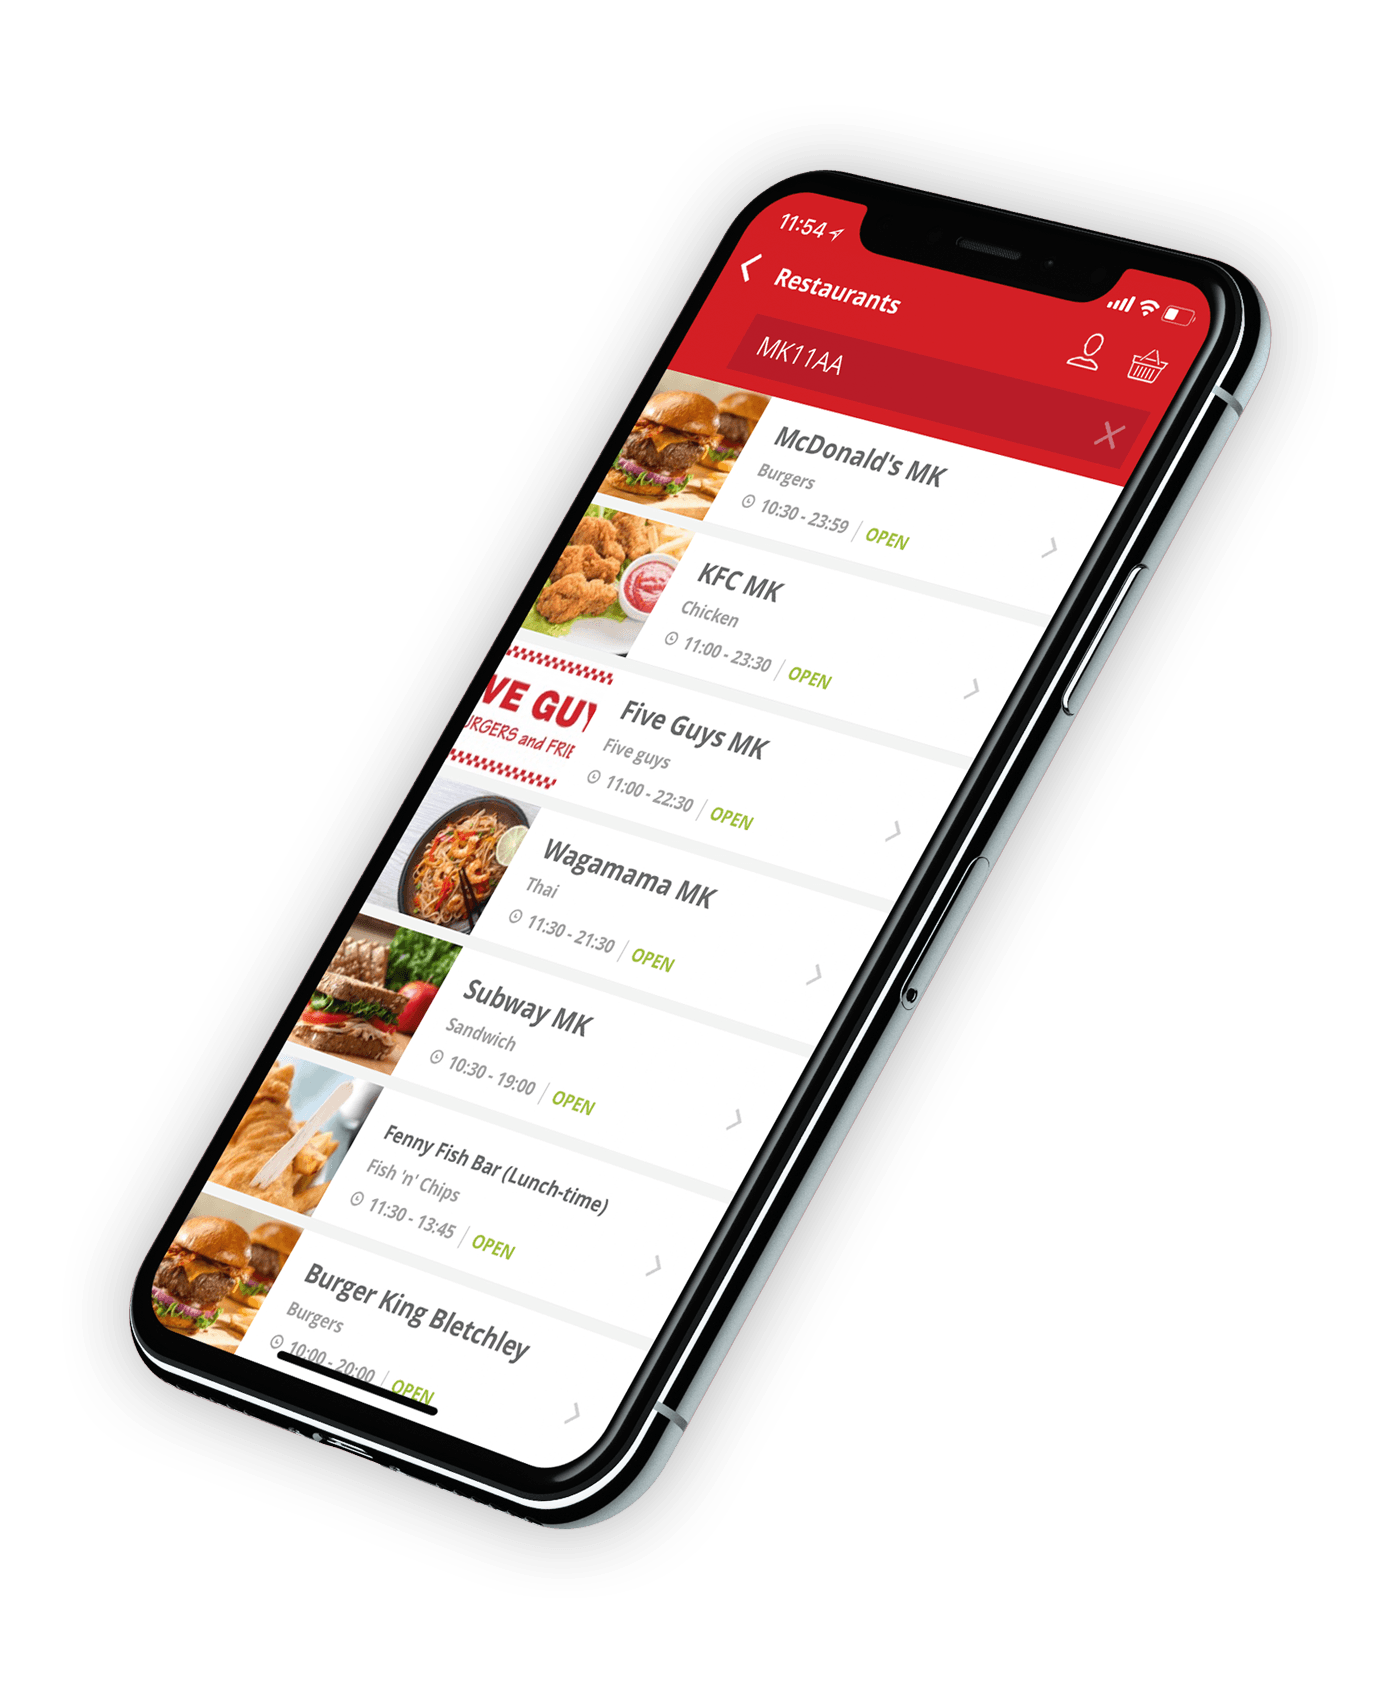 11:54
Restaurants
MK11AA
McDonald's MK
Burgers
10:30 - 23:59 | OPEN
KFC MK
Chicken
11:00 - 23:30 | OPEN
VE GUY
URGERS and FRIE
Five Guys MK
Five guys
11:00 - 22:30 | OPEN
Wagamama MK
Thai
11:30 - 21:30 | OPEN
Subway MK
Sandwich
10:30 - 19:00 | OPEN
Fenny Fish Bar (Lunch-time)
Fish 'n' Chips
11:30 - 13:45 | OPEN
Burger King Bletchley
Burgers
10:00 - 20:00 | OPEN